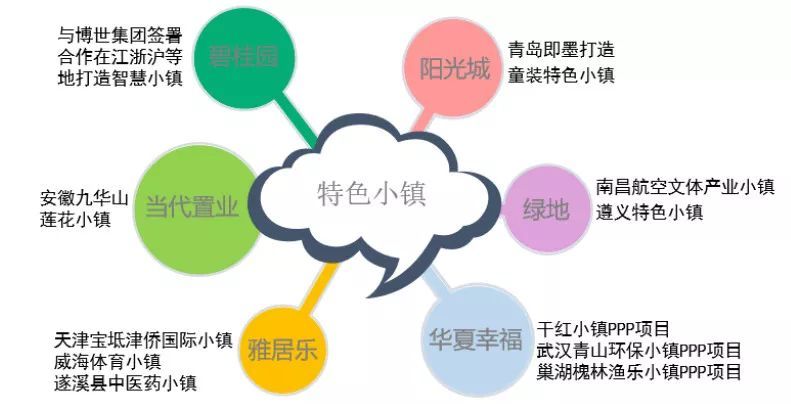 与博世集团签署
合作在江浙沪等
地打造智慧小镇
碧桂园
阳光城
青岛即墨打造
童装特色小镇
特色小镇
安徽九华山
莲花小镇
当代置业
绿地
南昌航空文体产业小镇
遵义特色小镇
天津宝坻津侨国际小镇
威海体育小镇
遂溪县中医药小镇
雅居乐
华夏幸福
干红小镇PPP项目
武汉青山环保小镇PPP项目
巢湖槐林渔乐小镇PPP项目